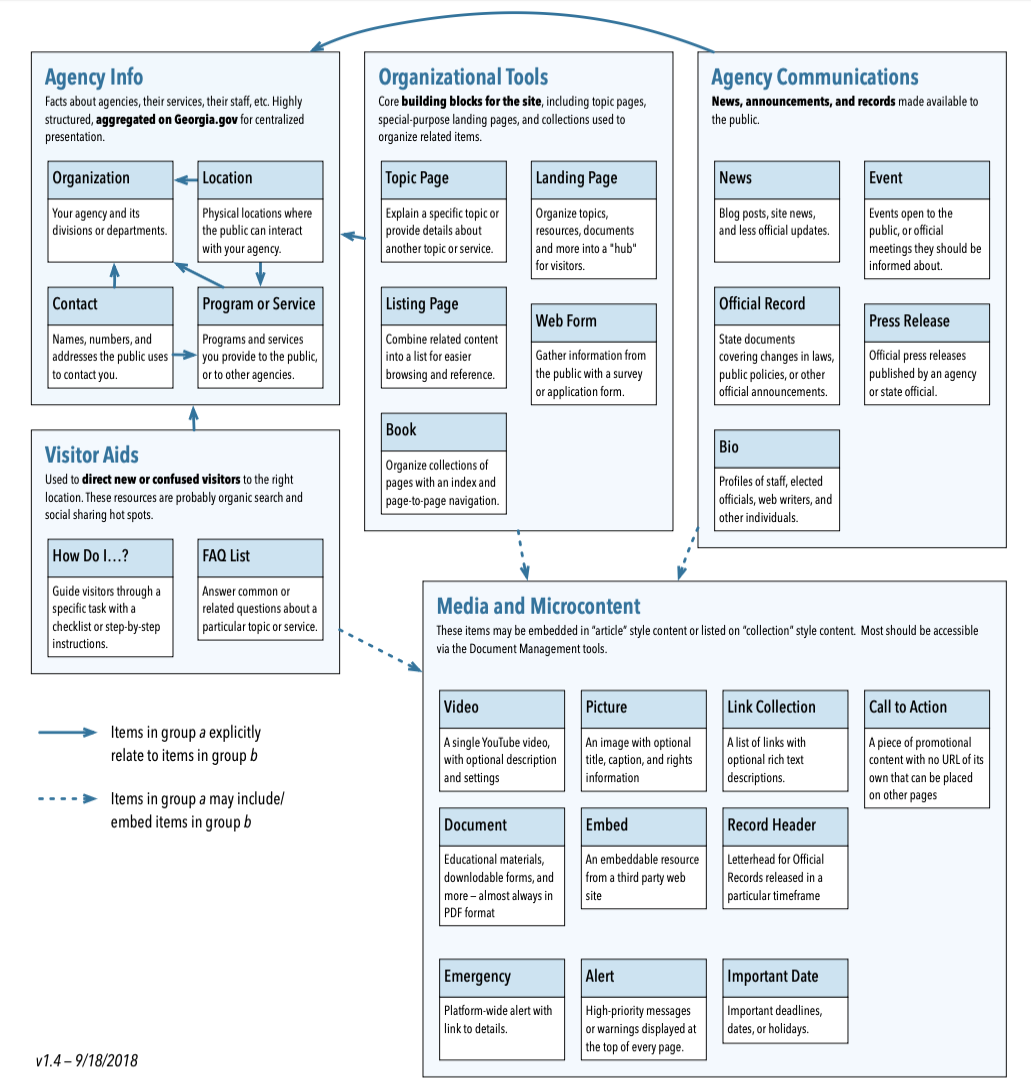 Agency Info
Facts about agencies, their services, their staff, etc. Highly
structured, aggregated on Georgia.gov for centralized
presentation.
Organization
Your agency and its
divisions or departments.
Location
Physical locations where
the public can interact
with your agency.
Contact
Names, numbers, and
addresses the public uses
to contact you.
Program or Service
Programs and services
you provide to the public,
or to other agencies.
Organizational Tools
Core building blocks for the site, including topic pages,
special-purpose landing pages, and collections used to
organize related items.
Topic Page
Explain a specific topic or
provide details about
another topic or service.
Landing Page
Organize topics,
resources, documents
and more into a "hub"
for visitors.
Listing Page
Combine related content
into a list for easier
browsing and reference.
Web Form
Gather information from
the public with a survey
or application form.
Book
Organize collections of
pages with an index and
page-to-page navigation.
Agency Communications
News, announcements, and records made available to
the public.
News
Blog posts, site news,
and less official updates.
Event
Events open to the
public, or official
meetings they should be
informed about.
Official Record
State documents
covering changes in laws,
public policies, or other
official announcements.
Press Release
Official press releases
published by an agency
or state official.
Bio
Profiles of staff, elected
officials, web writers, and
other individuals.
Visitor Aids
Used to direct new or confused visitors to the right
location. These resources are probably organic search and
social sharing hot spots.
How Do I...?
Guide visitors through a
specific task with a
checklist or step-by-step
instructions.
FAQ List
Answer common or
related questions about a
particular topic or service.
Media and Microcontent
These items may be embedded in “article” style content or listed on “collection” style content. Most should be accessible
via the Document Management tools.
Video
A single YouTube video,
with optional description
and settings
Picture
An image with optional
title, caption, and rights
information
Link Collection
A list of links with
optional rich text
descriptions.
Call to Action
A piece of promotional
content with no URL of its
own that can be placed
on other pages
Document
Educational materials,
downlodable forms, and
more – almost always in
PDF format
Embed
An embeddable resource
from a third party web
site
Record Header
Letterhead for Official
Records released in a
particular timeframe
Emergency
Platform-wide alert with
link to details.
Alert
High-priority messages
or warnings displayed at
the top of every page.
Important Date
Important deadlines,
dates, or holidays.
Items in group a explicitly
relate to items in group b
Items in group a may include/
embed items in group b
v1.4 – 9/18/2018